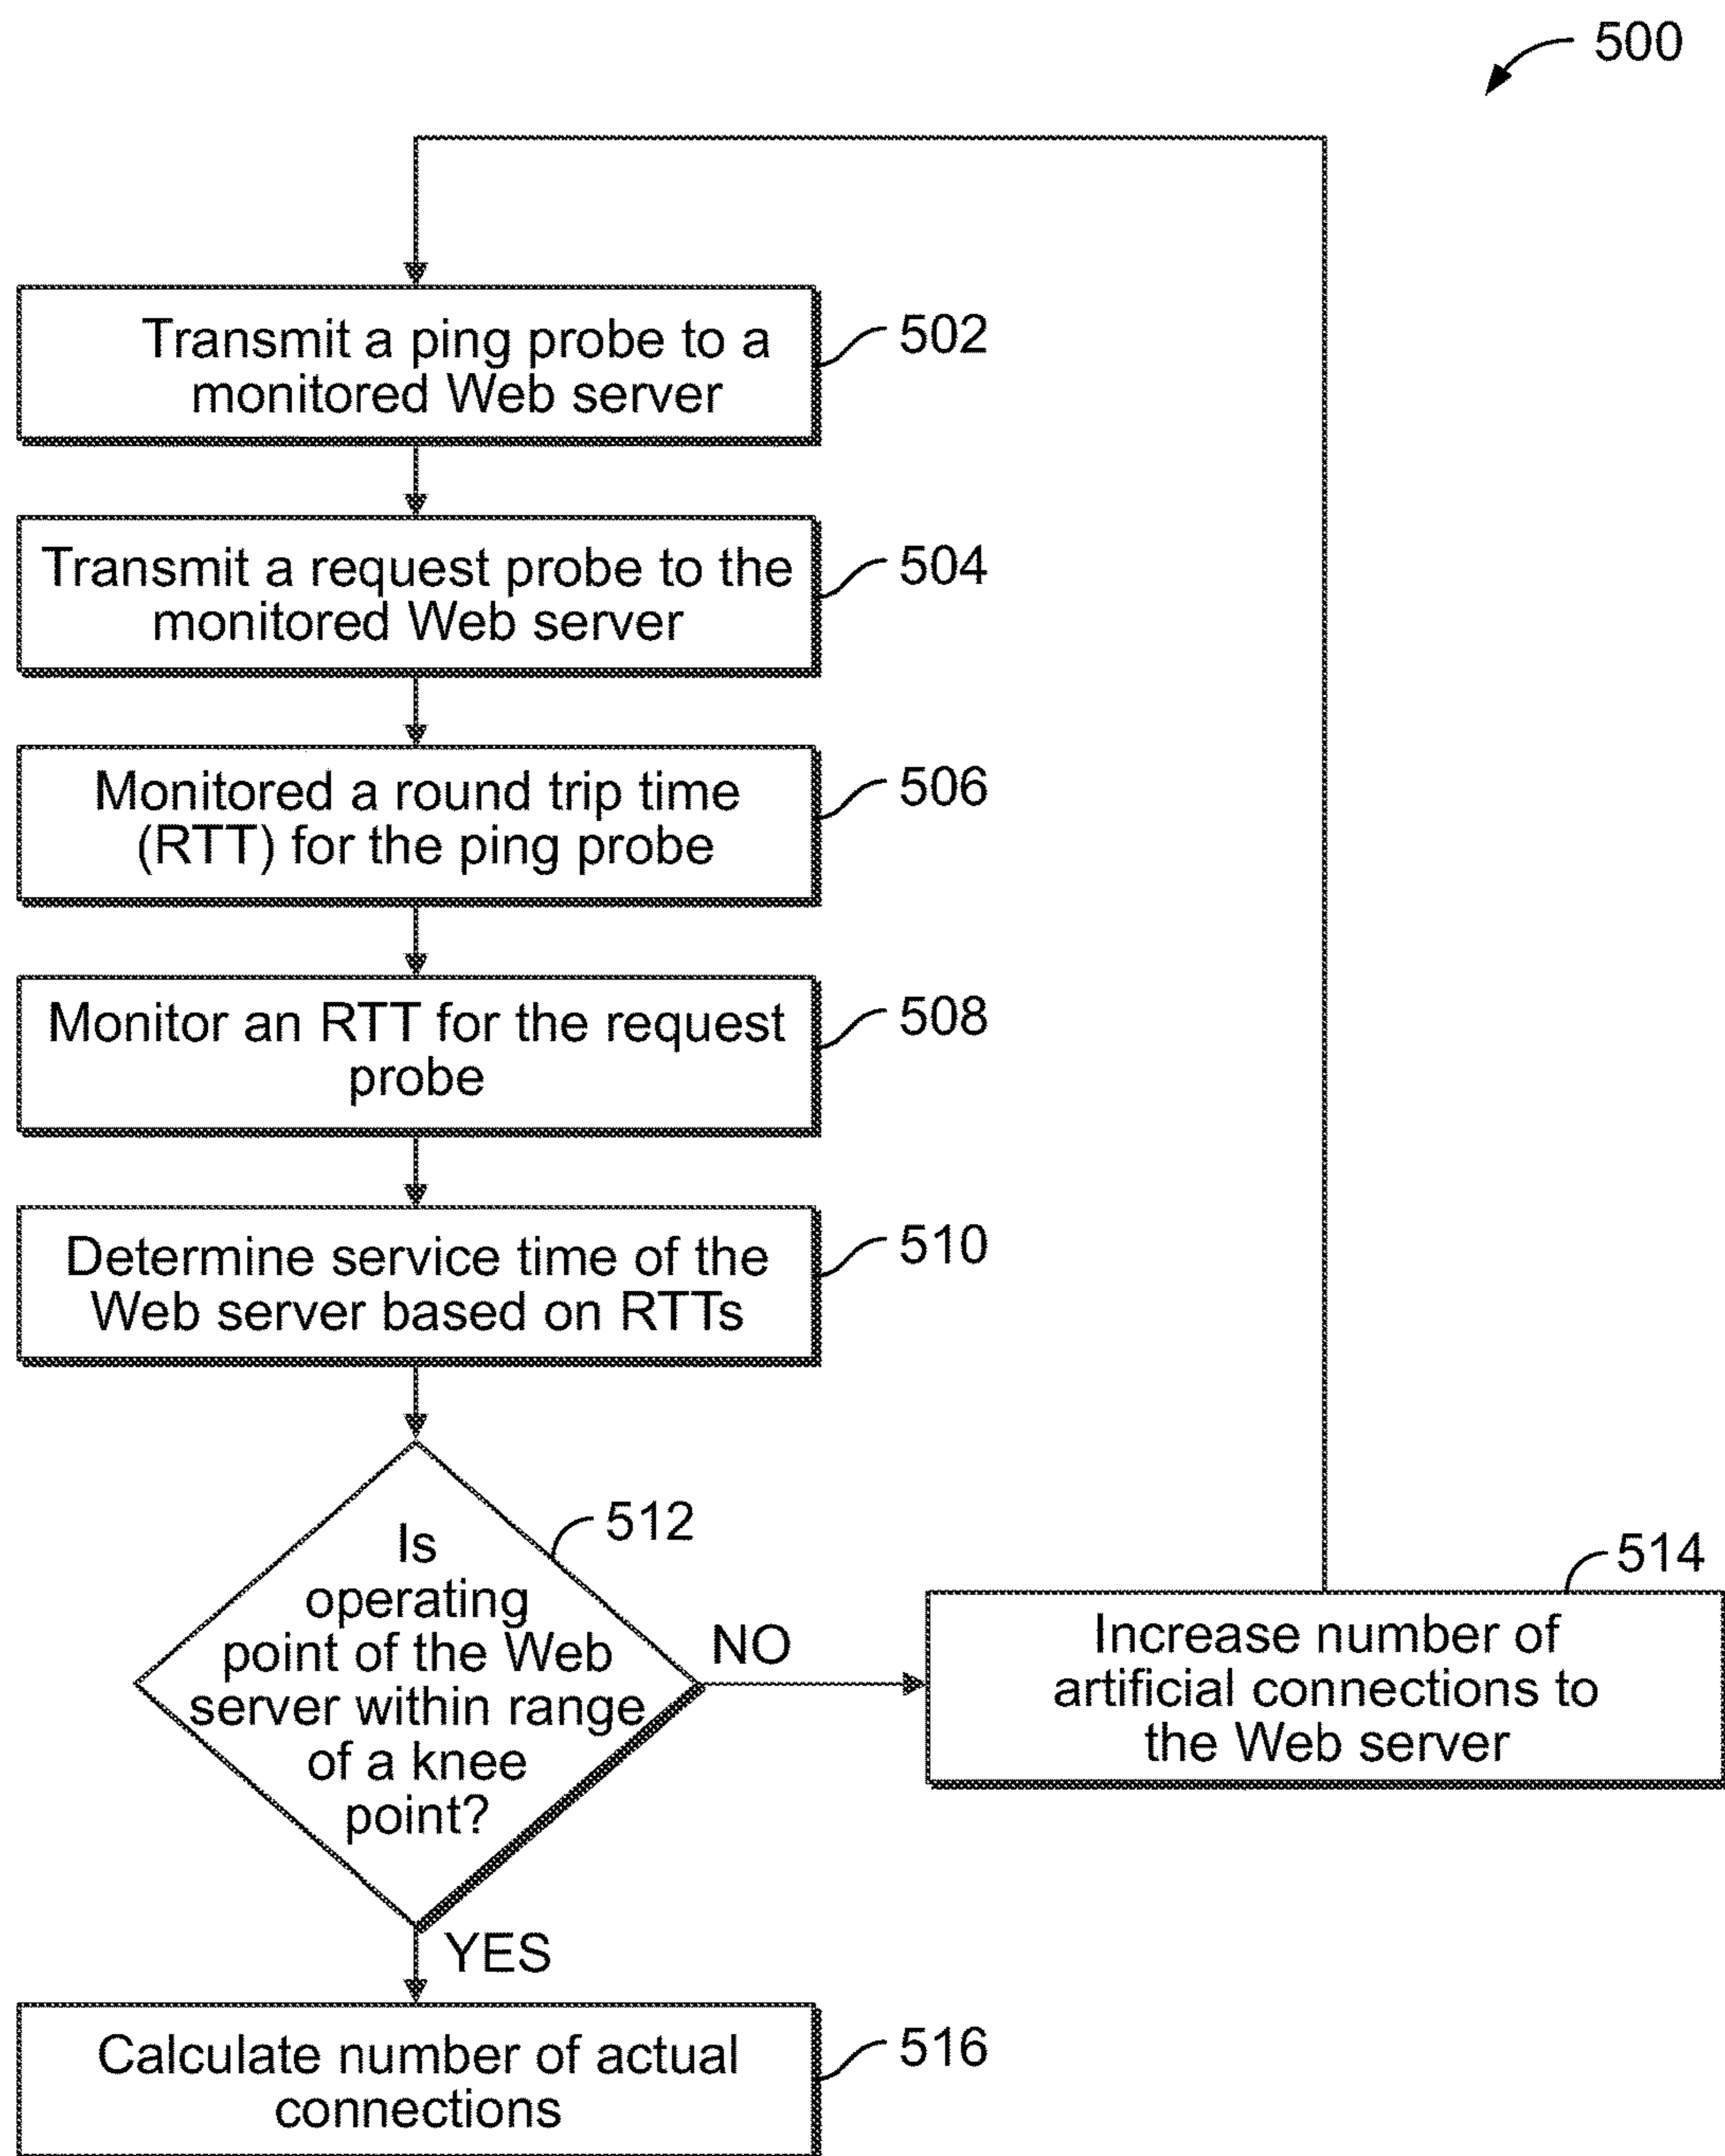 500
Transmit a ping probe to a
monitored Web server
502
Transmit a request probe to the
monitored Web server
504
Monitored a round trip time
(RTT) for the ping probe
506
Monitor an RTT for the request
probe
508
Determine service time of the
Web server based on RTTs
510
Is
operating
point of the Web
server within range
of a knee
point?
512
NO
514
Increase number of
artificial connections to
the Web server
YES
Calculate number of actual
connections
516